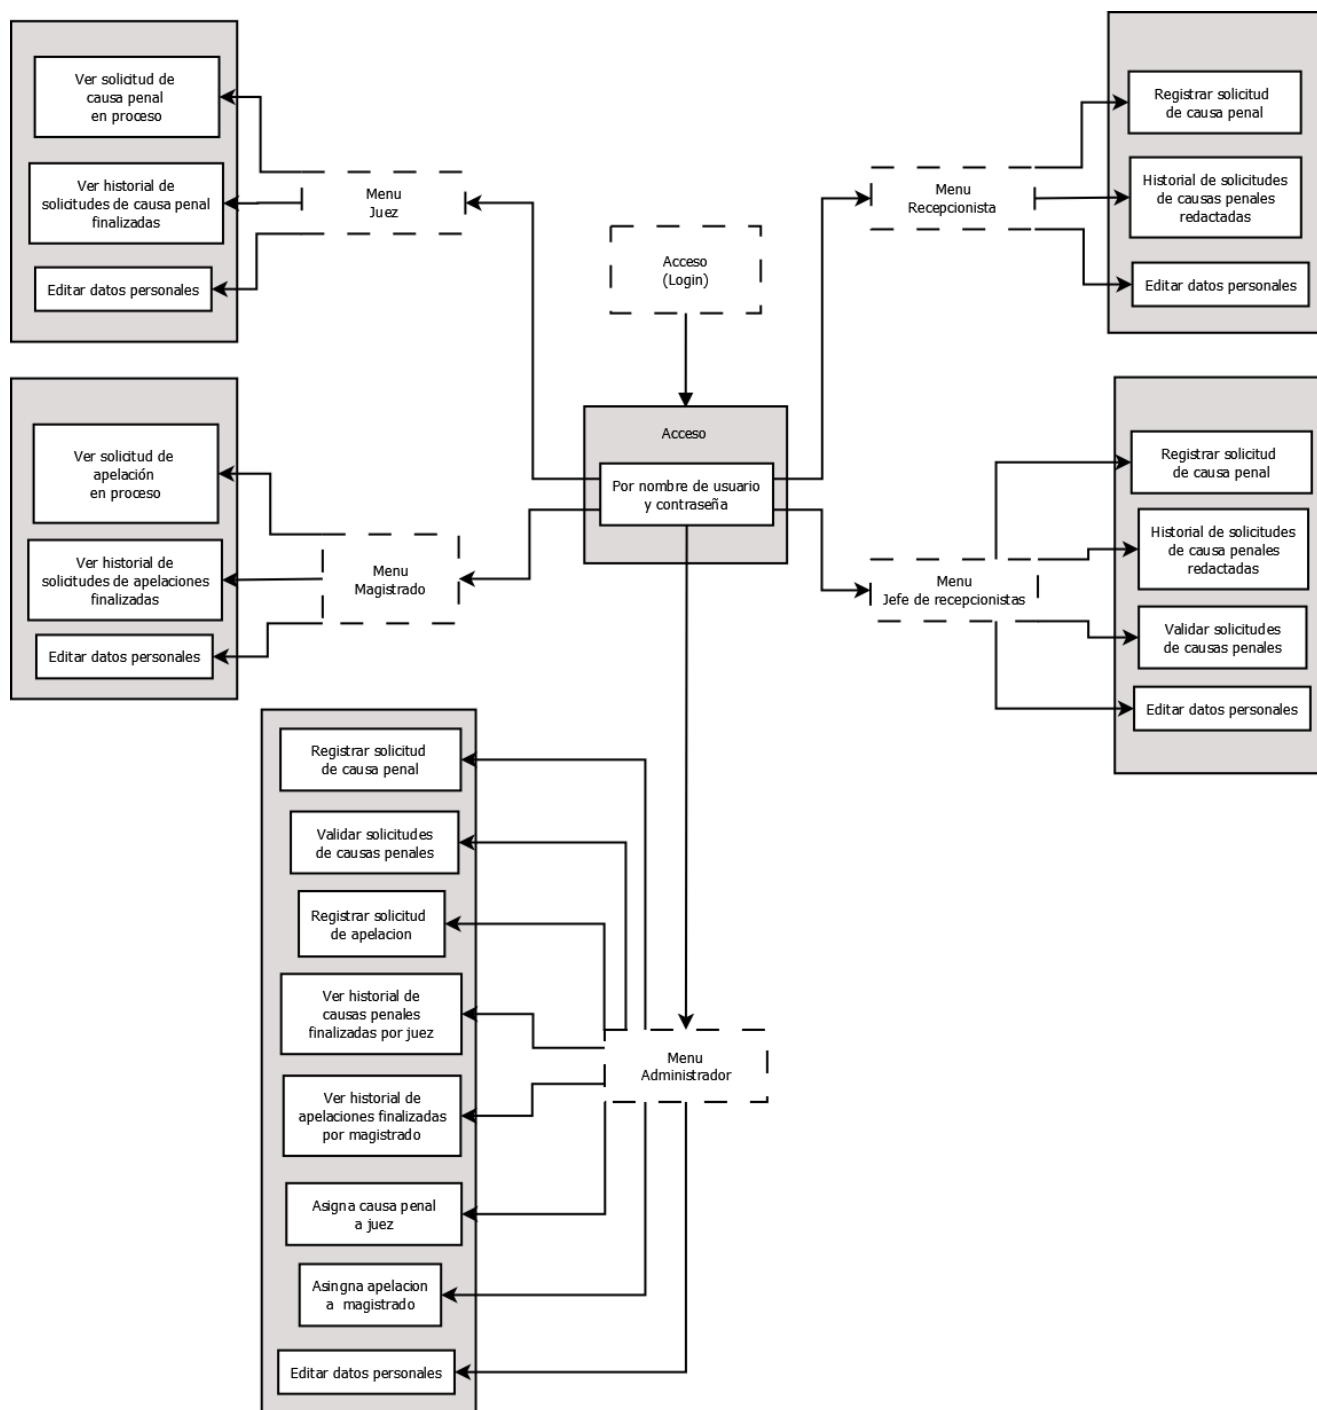 Ver solicitud de
causa penal
en proceso
Ver historial de
solicitudes de causa penal
finalizadas
Editar datos personales
Menu
Juez
Acceso
(Login)
Menu
Recepcionista
Registrar solicitud
de causa penal
Historial de solicitudes
de causas penales
redactadas
Editar datos personales
Ver solicitud de
apelación
en proceso
Ver historial de
solicitudes de apelaciones
finalizadas
Editar datos personales
Menu
Magistrado
Acceso
Por nombre de usuario
y contraseña
Menu
Jefe de recepcionistas
Registrar solicitud
de causa penal
Historial de solicitudes
de causa penales
redactadas
Validar solicitudes
de causas penales
Editar datos personales
Registrar solicitud
de causa penal
Validar solicitudes
de causas penales
Registrar solicitud
de apelacion
Ver historial de
causas penales
finalizadas por juez
Ver historial de
apelaciones finalizadas
por magistrado
Asigna causa penal
a juez
Asingna apelacion
a magistrado
Editar datos personales
Menu
Administrador